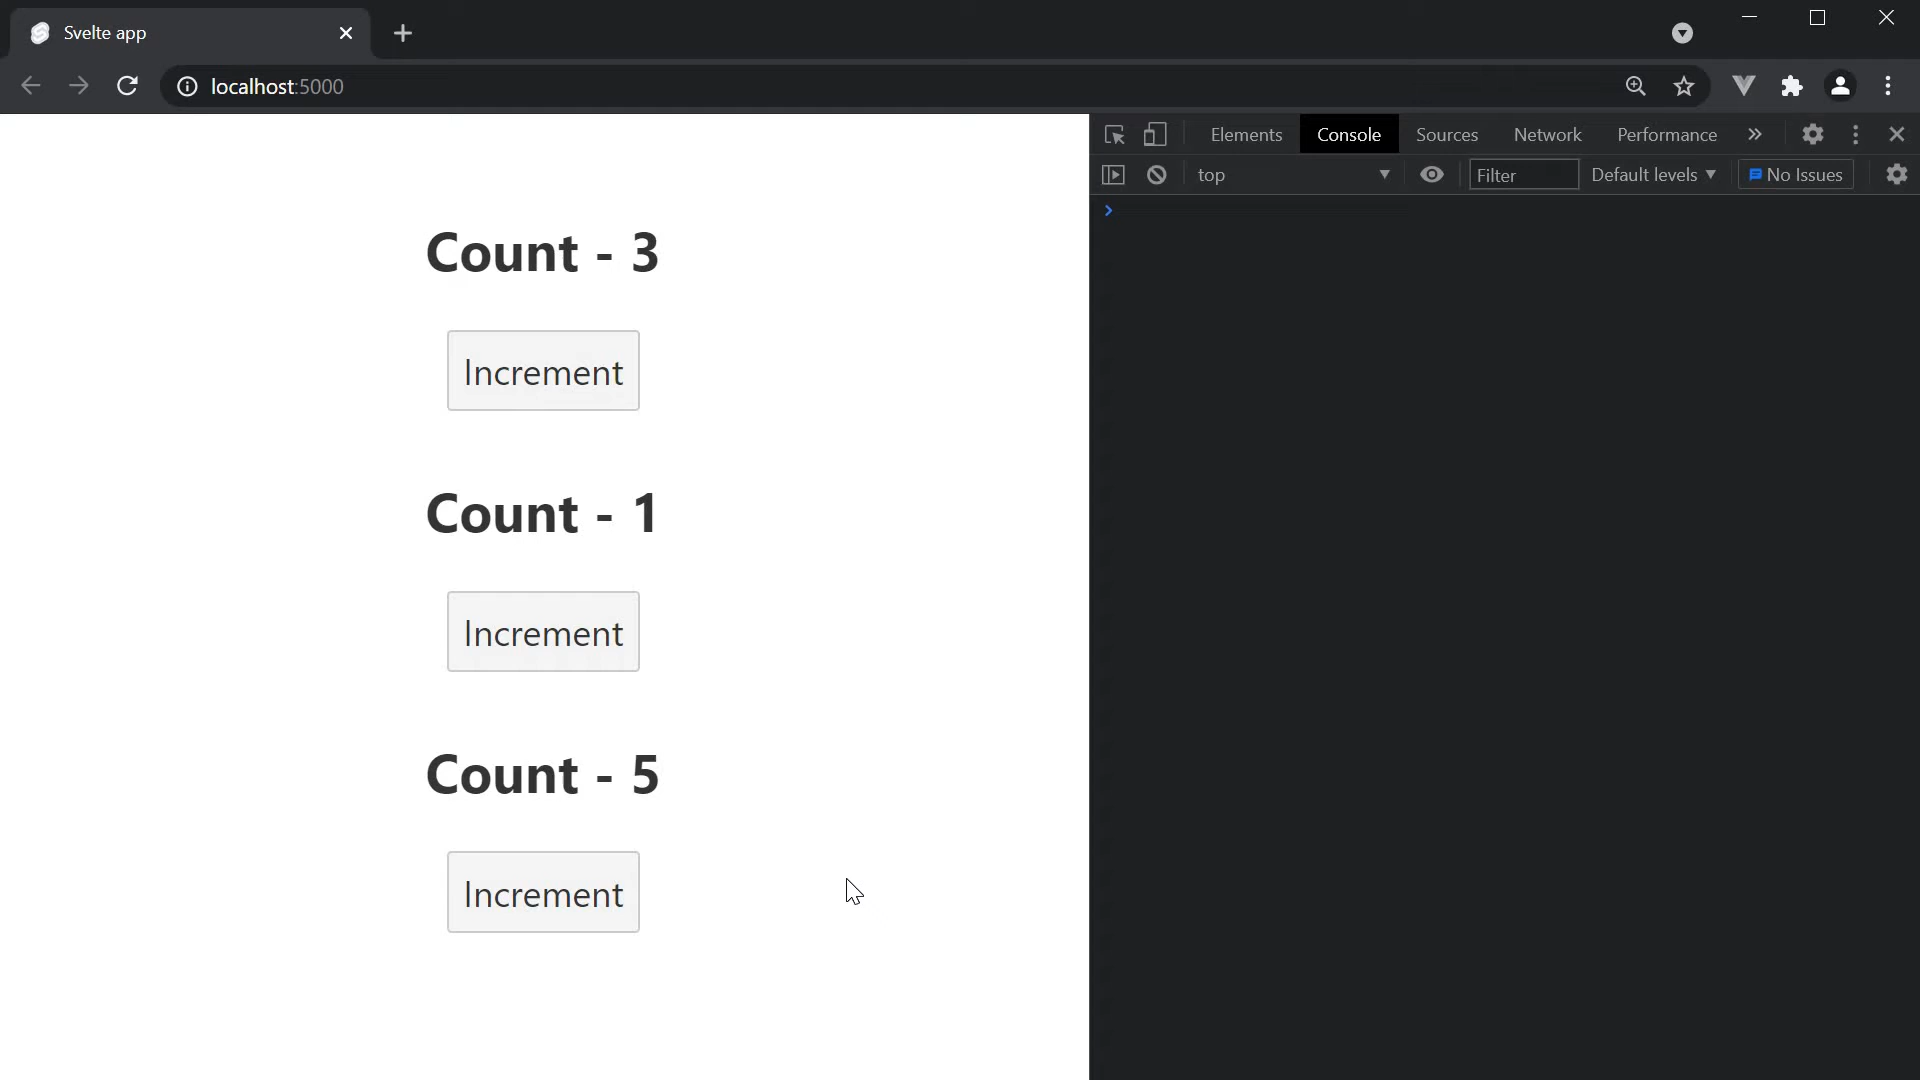 Svelte app
localhost:5000
Elements Console Sources Network Performance
top Filter Default levels No Issues
Count - 3
Increment
Count - 1
Increment
Count - 5
Increment